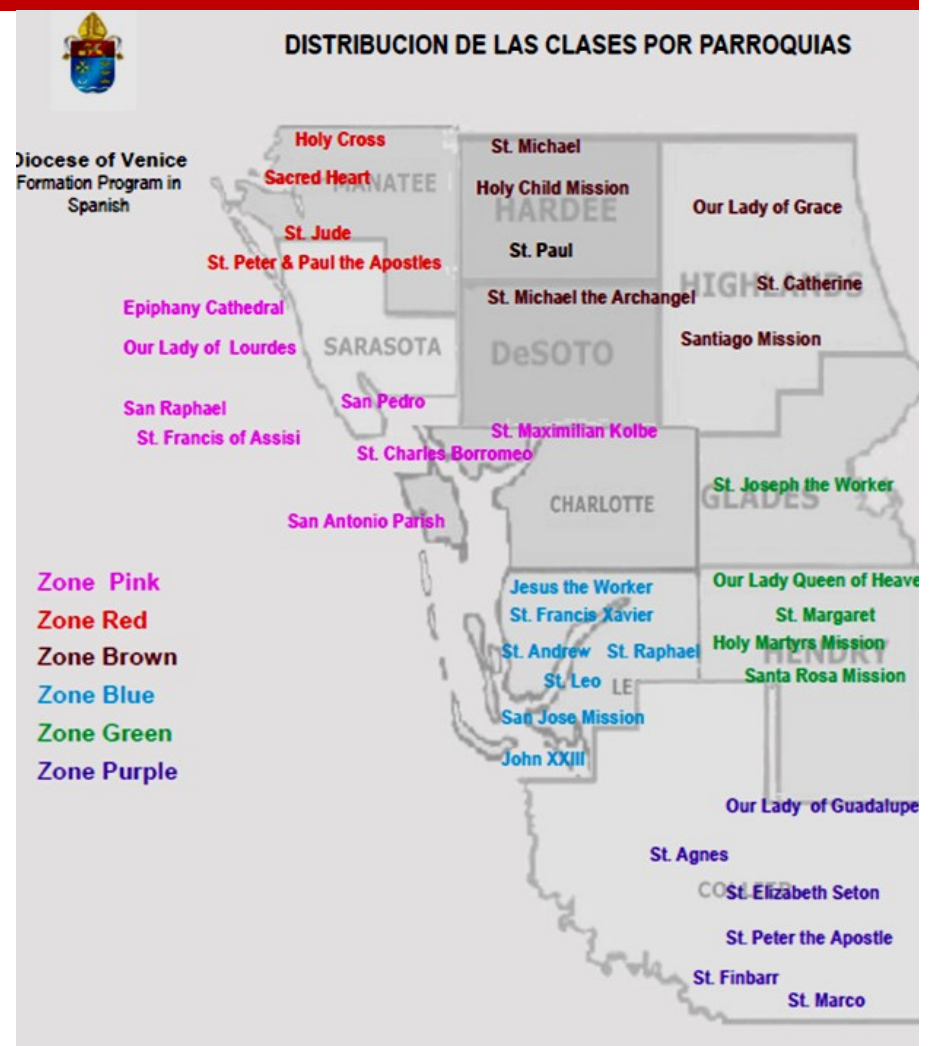 DISTRIBUCION DE LAS CLASES POR PARROQUIAS
Diocese of Venice
Formation Program in
Spanish
Holy Cross
Sacred Heart
MANATEE
St. Jude
St. Peter & Paul the Apostles
St. Michael
Holy Child Mission
HARDEE
St. Paul
Our Lady of Grace
St. Catherine
HIGHLANDS
Santiago Mission
St. Michael the Archangel
DeSOTO
Epiphany Cathedral
Our Lady of Lourdes
SARASOTA
San Raphael
San Pedro
St. Francis of Assisi
St. Maximilian Kolbe
St. Charles Borromeo
San Antonio Parish
CHARLOTTE
St. Joseph the Worker
GLADES
Zone Pink
Zone Red
Zone Brown
Zone Blue
Zone Green
Zone Purple
Jesus the Worker
St. Francis Xavier
St. Andrew St. Raphael
St. Leo
LE
San Jose Mission
John XXIII
Our Lady Queen of Heave
St. Margaret
Holy Martyrs Mission
HENDRY
Santa Rosa Mission
Our Lady of Guadalupe
St. Agnes
COLLIER
St. Elizabeth Seton
St. Peter the Apostle
St. Finbarr
St. Marco